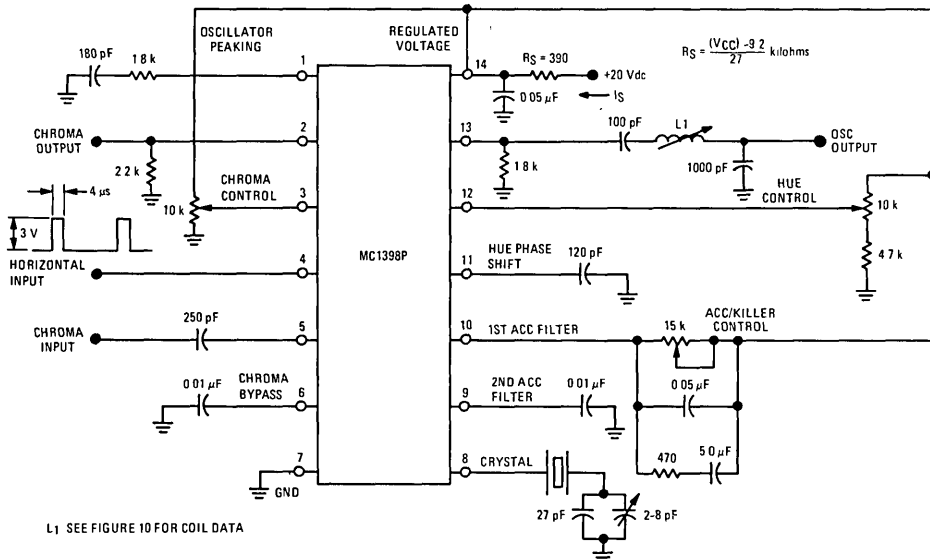 OSCILLATOR
PEAKING
REGULATED
VOLTAGE
RS = (VCC) -9.2 / 27 kilohms
180 pF
1 8 k
1
14
RS = 390
+20 Vdc
IS
0 05 µF
CHROMA
OUTPUT
2
13
100 pF
L1
OSC
OUTPUT
2 2 k
1 8 k
1000 pF
4 µs
3 V
CHROMA
CONTROL
3
10 k
12
HUE
CONTROL
10 k
4 7 k
MC1398P
HORIZONTAL
INPUT
4
11
HUE PHASE
SHIFT
120 pF
CHROMA
INPUT
250 pF
5
10
1ST ACC FILTER
ACC/KILLER
CONTROL
15 k
0 05 µF
470
5 0 µF
0 01 µF
CHROMA
BYPASS
6
9
2ND ACC
FILTER
0 01 µF
7
GND
8
CRYSTAL
27 pF
2-8 pF
L1 SEE FIGURE 10 FOR COIL DATA